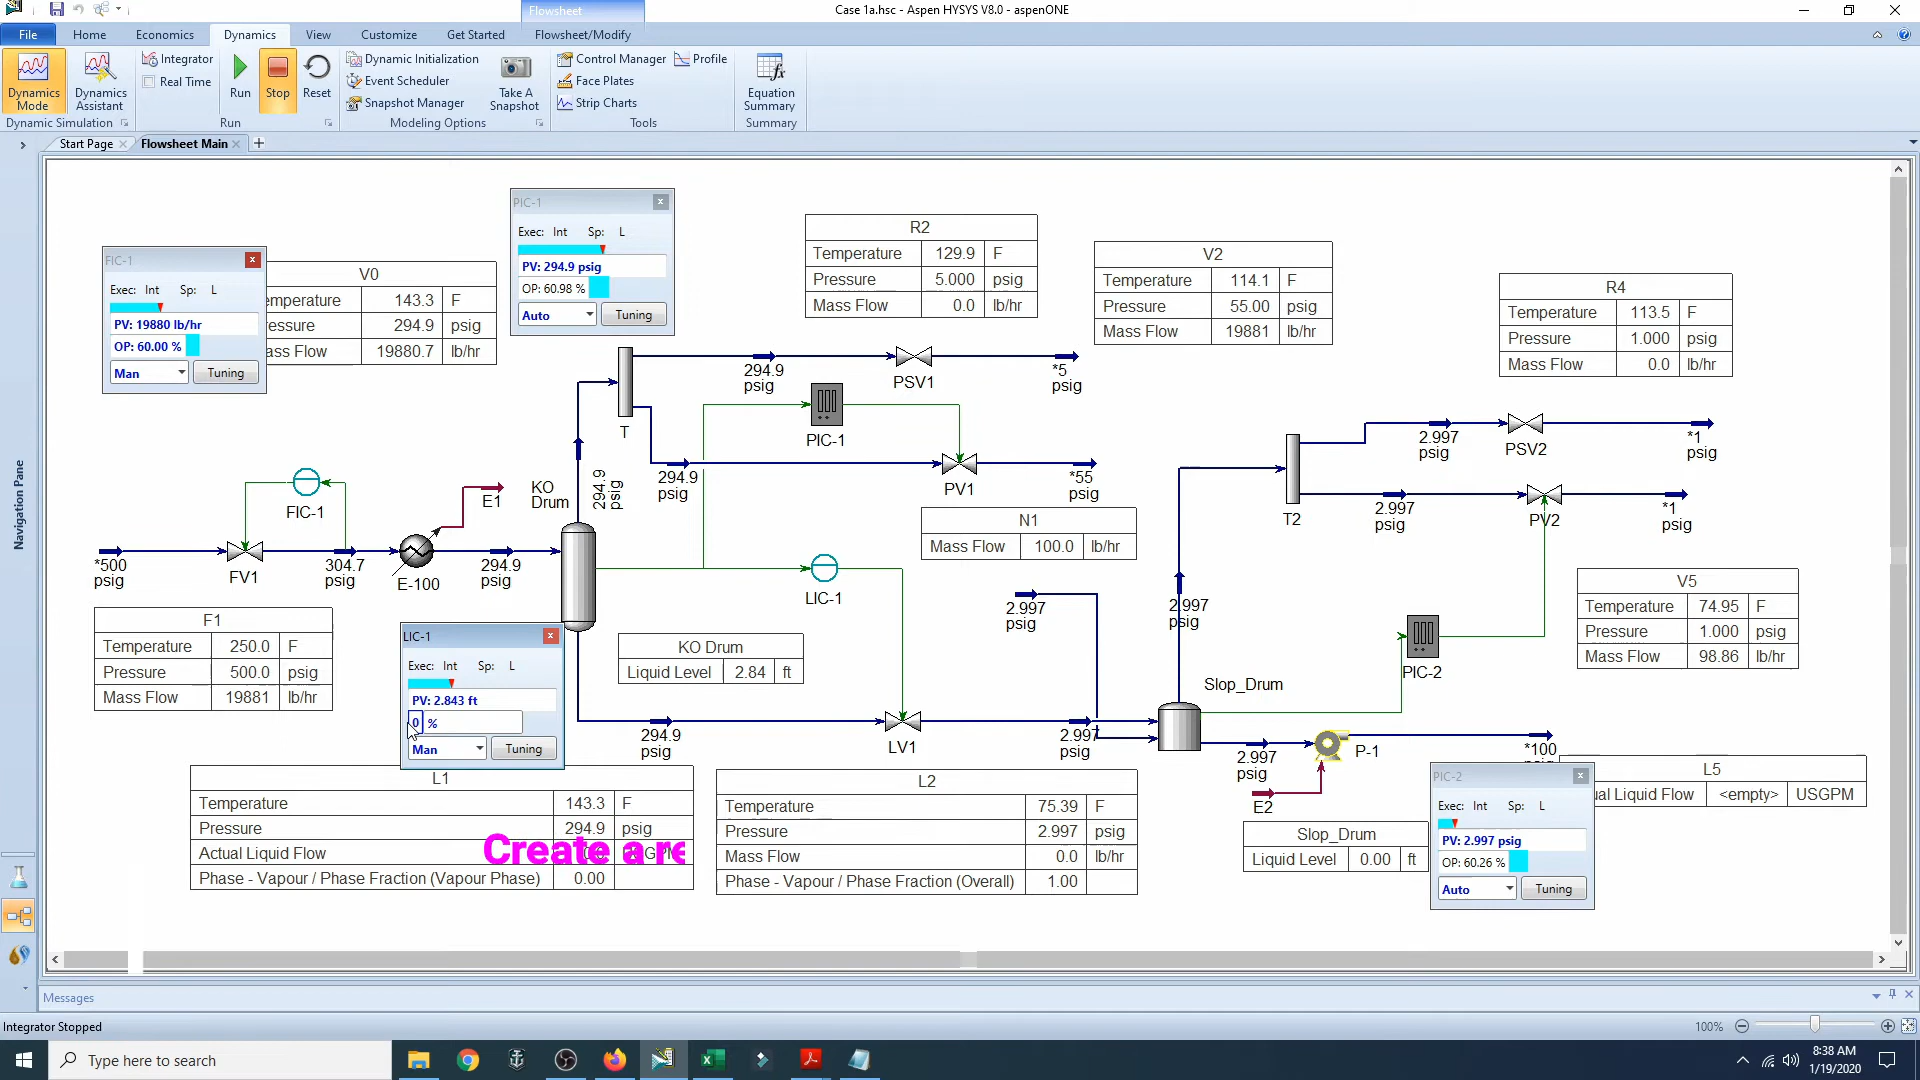 Flowsheet
Case 1a.hsc - Aspen HYSYS V8.0 - aspenONE
File Home Economics Dynamics View Customize Get Started Flowsheet/Modify
Dynamics Mode
Dynamics Assistant
Dynamic Simulation
Integrator
Real Time
Run
Stop
Reset
Run
Dynamic Initialization
Event Scheduler
Snapshot Manager
Take A Snapshot
Modeling Options
Control Manager
Profile
Face Plates
Strip Charts
Tools
Equation Summary
Summary
Start Page
Flowsheet Main
Navigation Pane
FIC-1
Exec: Int Sp: L
PV: 19880 lb/hr
OP: 60.00 %
Man
Tuning
V0
emperature 143.3 F
ressure 294.9 psig
ass Flow 19880.7 lb/hr
PIC-1
Exec: Int Sp: L
PV: 294.9 psig
OP: 60.98 %
Auto
Tuning
R2
Temperature 129.9 F
Pressure 5.000 psig
Mass Flow 0.0 lb/hr
V2
Temperature 114.1 F
Pressure 55.00 psig
Mass Flow 19881 lb/hr
R4
Temperature 113.5 F
Pressure 1.000 psig
Mass Flow 0.0 lb/hr
294.9 psig
PSV1
*5 psig
T
PIC-1
294.9 psig
PV1
*55 psig
2.997 psig
PSV2
*1 psig
T2
2.997 psig
PV2
*1 psig
FIC-1
E1
KO Drum
294.9 psig
*500 psig
FV1
304.7 psig
E-100
294.9 psig
N1
Mass Flow 100.0 lb/hr
LIC-1
2.997 psig
2.997 psig
PIC-2
V5
Temperature 74.95 F
Pressure 1.000 psig
Mass Flow 98.86 lb/hr
F1
Temperature 250.0 F
Pressure 500.0 psig
Mass Flow 19881 lb/hr
LIC-1
Exec: Int Sp: L
PV: 2.843 ft
0 %
Man
Tuning
KO Drum
Liquid Level 2.84 ft
Slop_Drum
294.9 psig
LV1
2.997 psig
2.997 psig
P-1
*100
E2
L1
Temperature 143.3 F
Pressure 294.9 psig
Actual Liquid Flow
Phase - Vapour / Phase Fraction (Vapour Phase) 0.00
Create a re
L2
Temperature 75.39 F
Pressure 2.997 psig
Mass Flow 0.0 lb/hr
Phase - Vapour / Phase Fraction (Overall) 1.00
Slop_Drum
Liquid Level 0.00 ft
PIC-2
Exec: Int Sp: L
PV: 2.997 psig
OP: 60.26 %
Auto
Tuning
L5
ual Liquid Flow <empty> USGPM
Messages
Integrator Stopped
100%
Type here to search
8:38 AM
1/19/2020